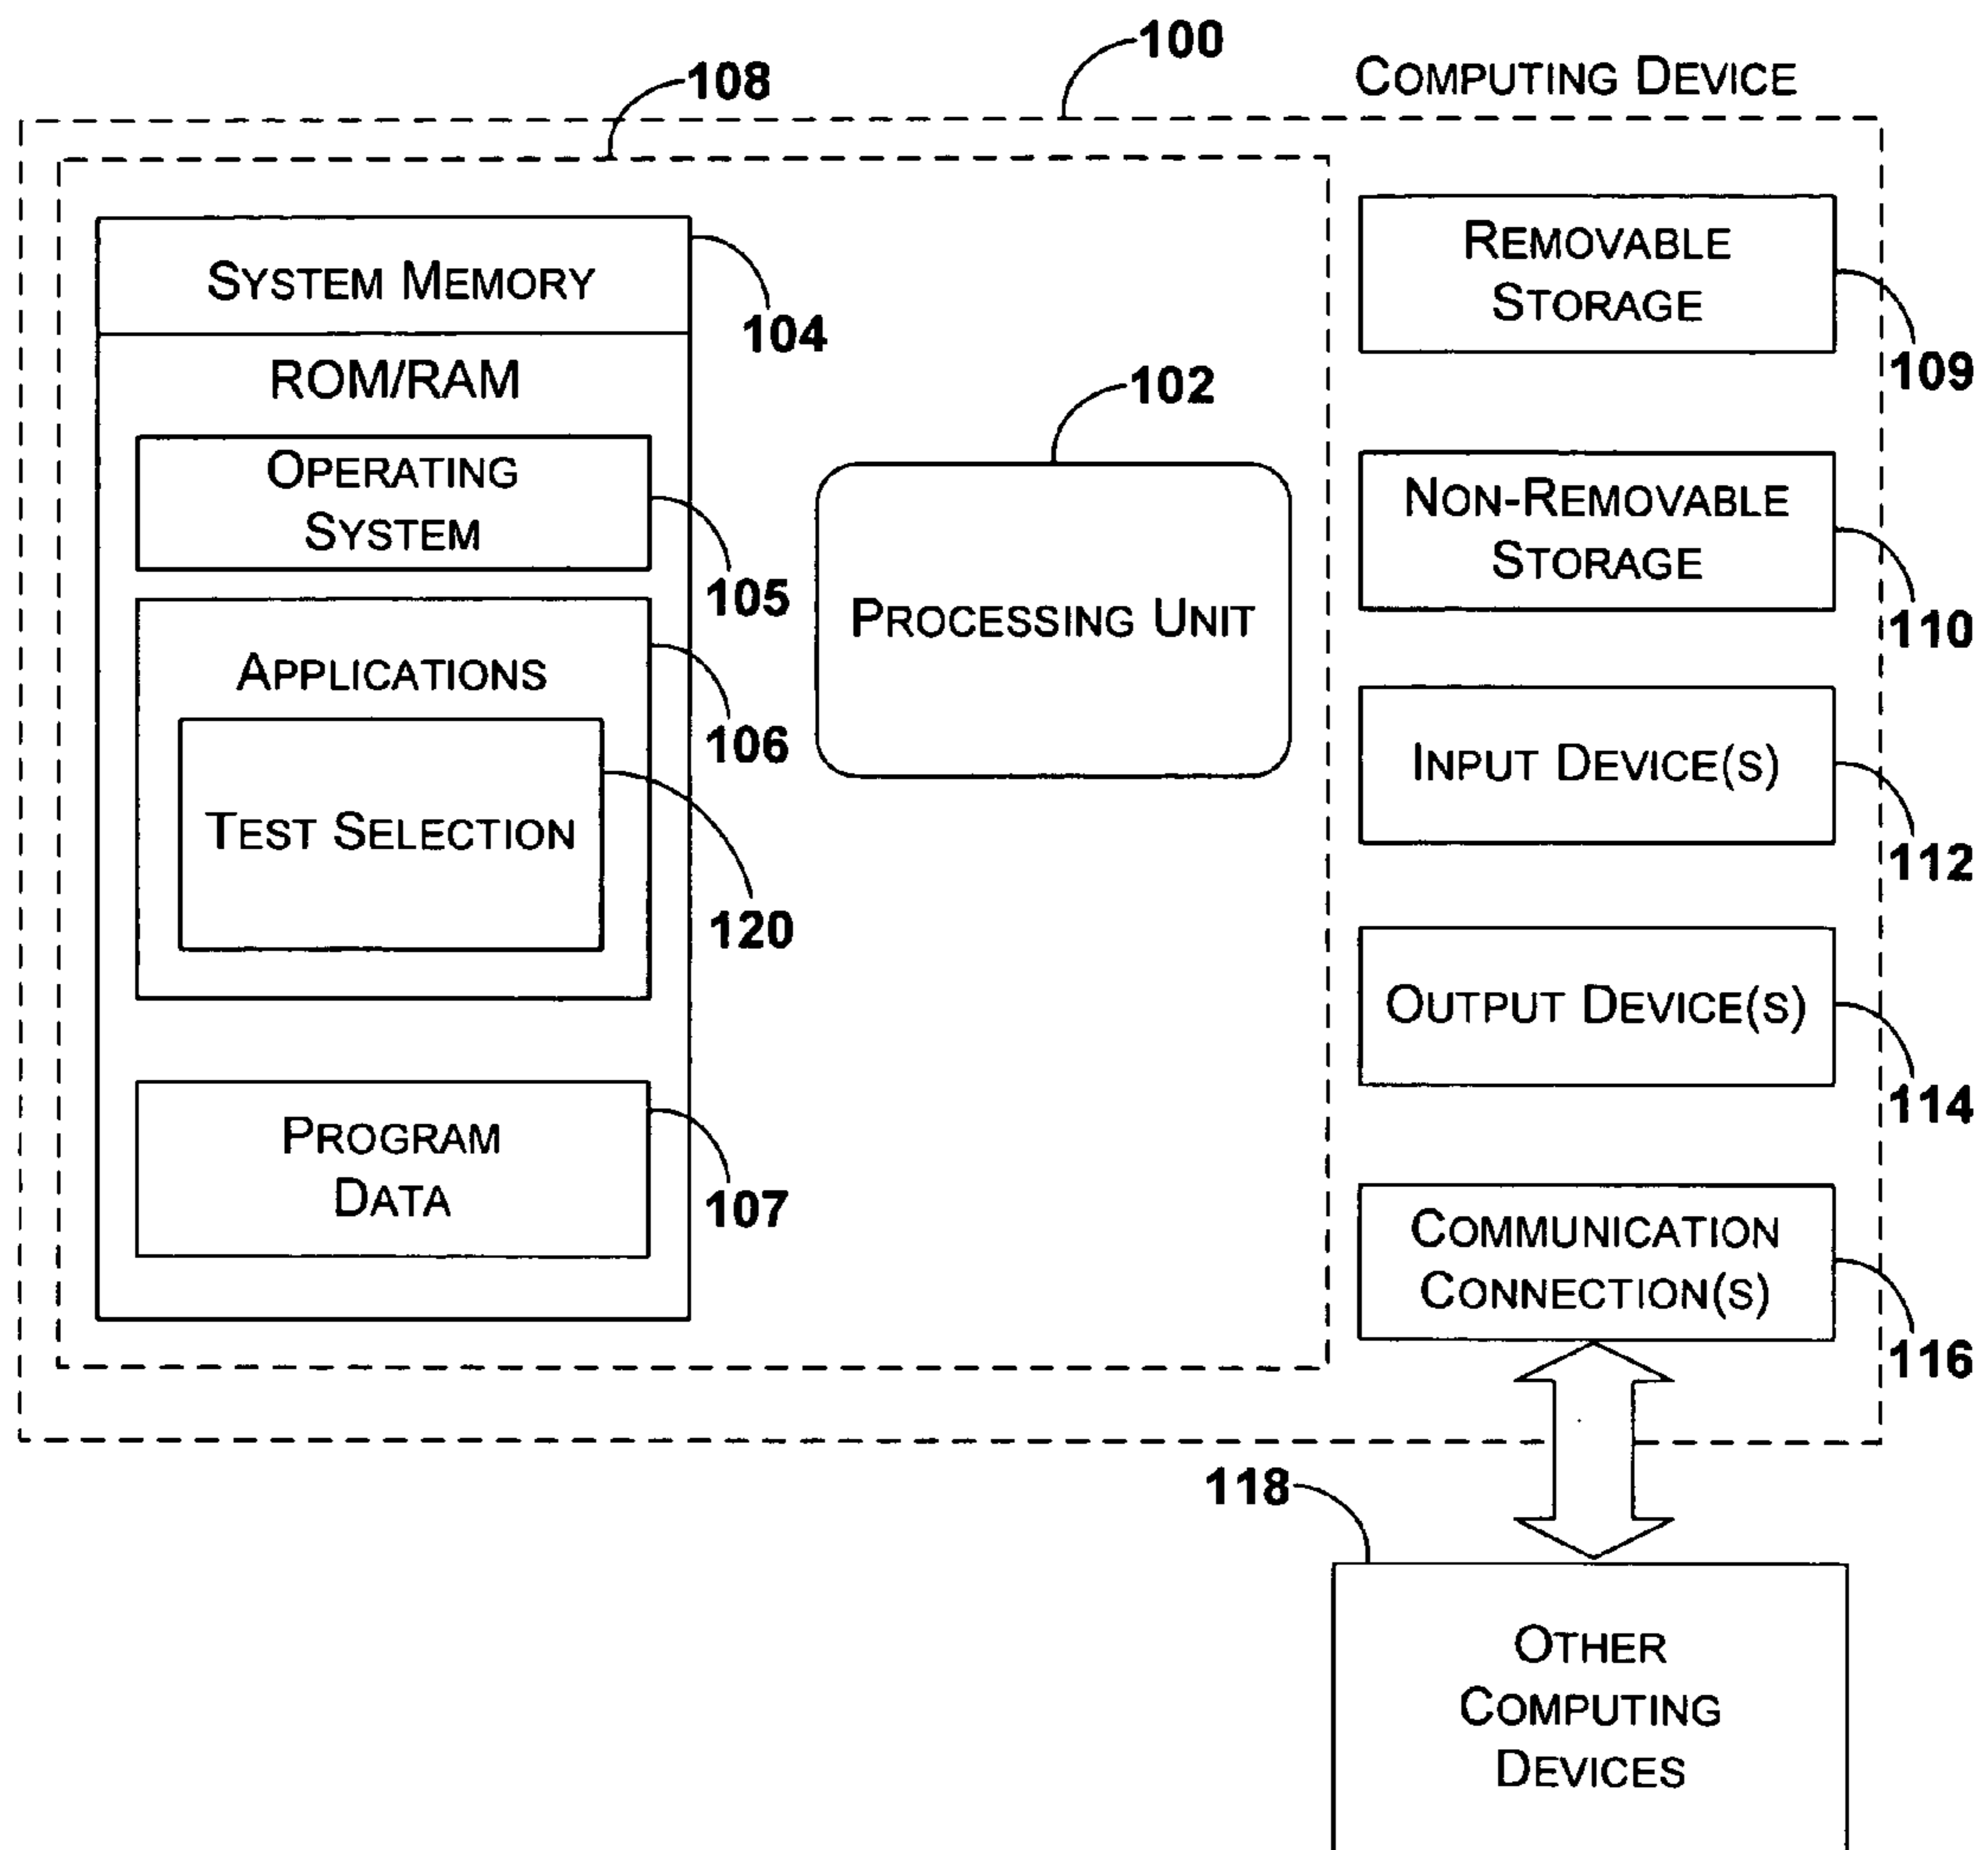 100
COMPUTING DEVICE
108
SYSTEM MEMORY
104
ROM/RAM
OPERATING
SYSTEM
105
APPLICATIONS
106
TEST SELECTION
120
PROGRAM
DATA
107
102
PROCESSING UNIT
REMOVABLE
STORAGE
109
NON-REMOVABLE
STORAGE
110
INPUT DEVICE(S)
112
OUTPUT DEVICE(S)
114
COMMUNICATION
CONNECTION(S)
116
118
OTHER
COMPUTING
DEVICES